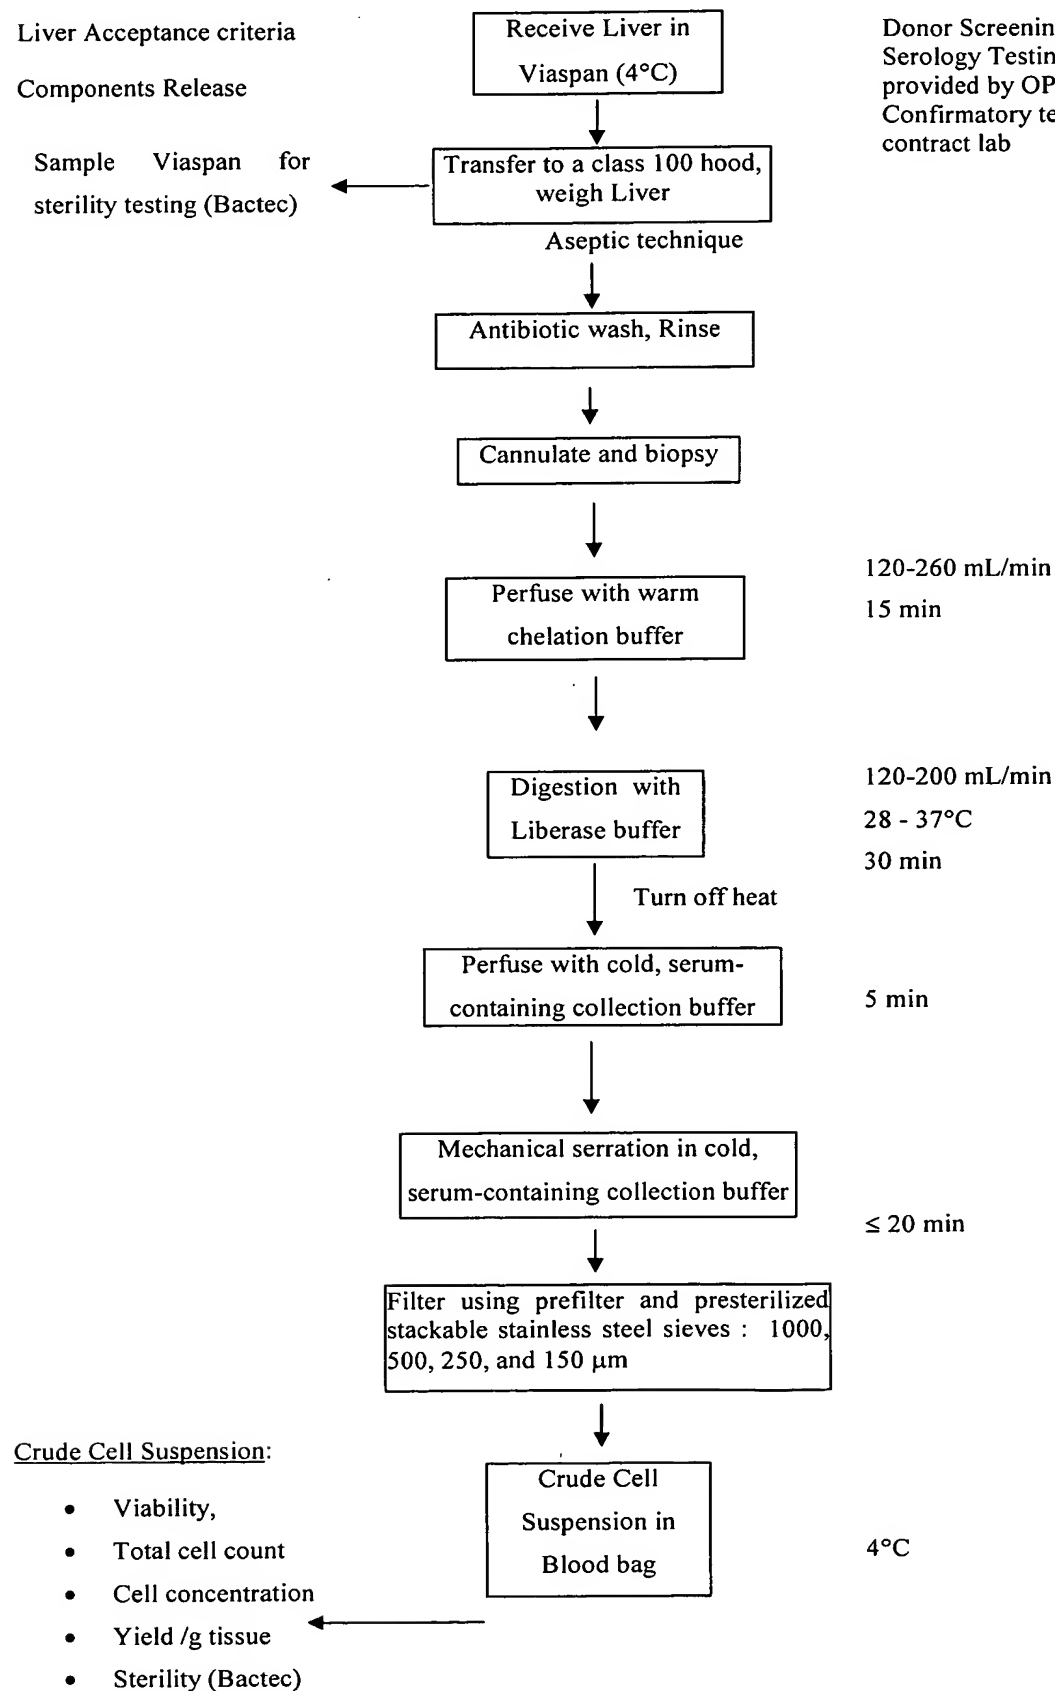 Liver Acceptance criteria
Components Release
Receive Liver in
Viaspan (4°C)
Donor
Serology
provided by
Confirmatory
contract lab
Sample Viaspan for
sterility testing (Bactec)
Transfer to a class 100 hood,
weigh Liver
Aseptic technique
Antibiotic wash, Rinse
Cannulate and biopsy
Perfuse with warm
chelation buffer
120-260 mL/min
15 min
Digestion with
Liberase buffer
120-200 mL/min
28 - 37°C
30 min
Turn off heat
Perfuse with cold, serum-
containing collection buffer
5 min
Mechanical serration in cold,
serum-containing collection buffer
≤ 20 min
Filter using prefilter and presterilized
stackable stainless steel sieves : 1000,
500, 250, and 150 µm
Crude Cell Suspension:
• Viability,
• Total cell count
• Cell concentration
• Yield /g tissue
• Sterility (Bactec)
Crude Cell
Suspension in
Blood bag
4°C